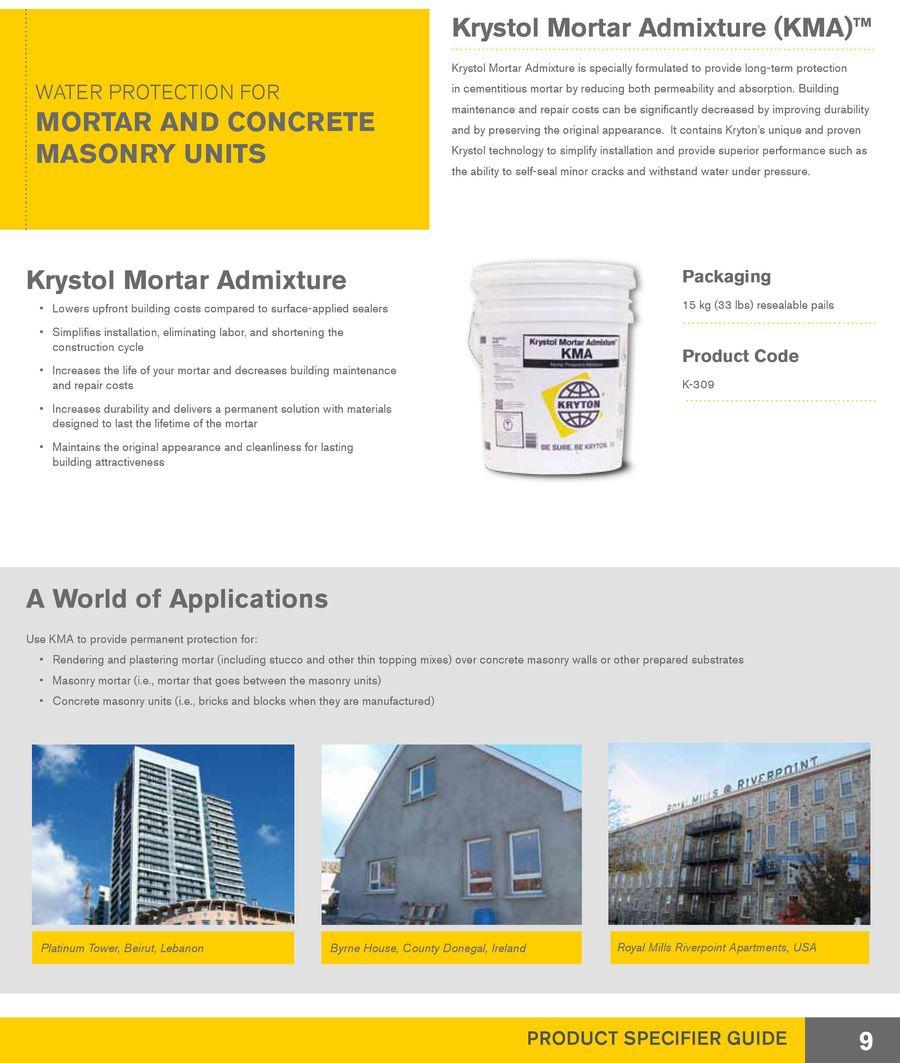 WATER PROTECTION FOR
MORTAR AND CONCRETE
MASONRY UNITS
Krystol Mortar Admixture (KMA)™
Krystol Mortar Admixture is specially formulated to provide long-term protection
in cementitious mortar by reducing both permeability and absorption. Building
maintenance and repair costs can be significantly decreased by improving durability
and by preserving the original appearance. It contains Kryton's unique and proven
Krystol technology to simplify installation and provide superior performance such as
the ability to self-seal minor cracks and withstand water under pressure.
Krystol Mortar Admixture
• Lowers upfront building costs compared to surface-applied sealers
• Simplifies installation, eliminating labor, and shortening the
construction cycle
• Increases the life of your mortar and decreases building maintenance
and repair costs
• Increases durability and delivers a permanent solution with materials
designed to last the lifetime of the mortar
• Maintains the original appearance and cleanliness for lasting
building attractiveness
Krystol Mortar Admixture
KMA
KRYTON
BE SURE. BE KRYTON.
Packaging
15 kg (33 lbs) resealable pails
Product Code
K-309
A World of Applications
Use KMA to provide permanent protection for:
• Rendering and plastering mortar (including stucco and other thin topping mixes) over concrete masonry walls or other prepared substrates
• Masonry mortar (i.e., mortar that goes between the masonry units)
• Concrete masonry units (i.e., bricks and blocks when they are manufactured)
ROYAL MILLS @ RIVERPOINT
Platinum Tower, Beirut, Lebanon
Byrne House, County Donegal, Ireland
Royal Mills Riverpoint Apartments, USA
PRODUCT SPECIFIER GUIDE
9